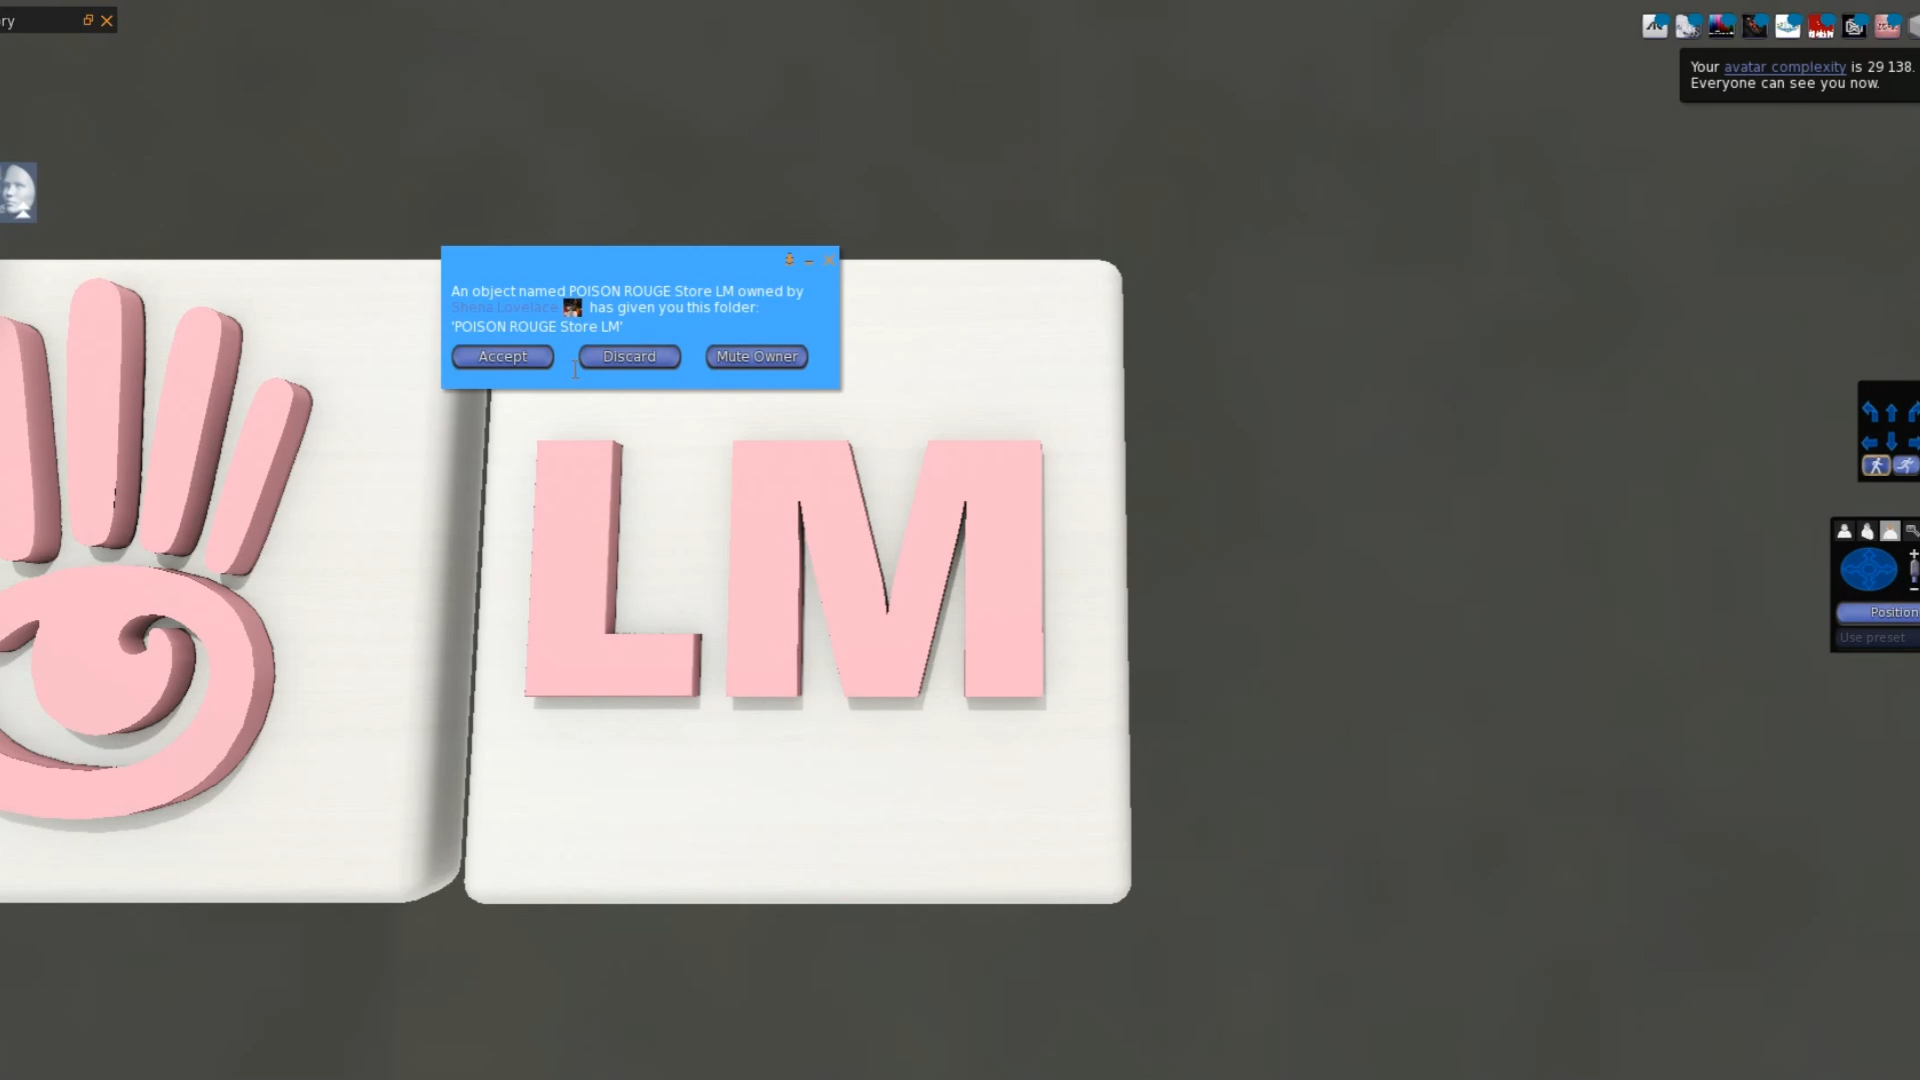 ry
Your avatar complexity is 29 138.
Everyone can see you now.
An object named POISON ROUGE Store LM owned by
Shena Lovelace has given you this folder:
'POISON ROUGE Store LM'
Accept Discard Mute Owner
LM
Position
Use preset